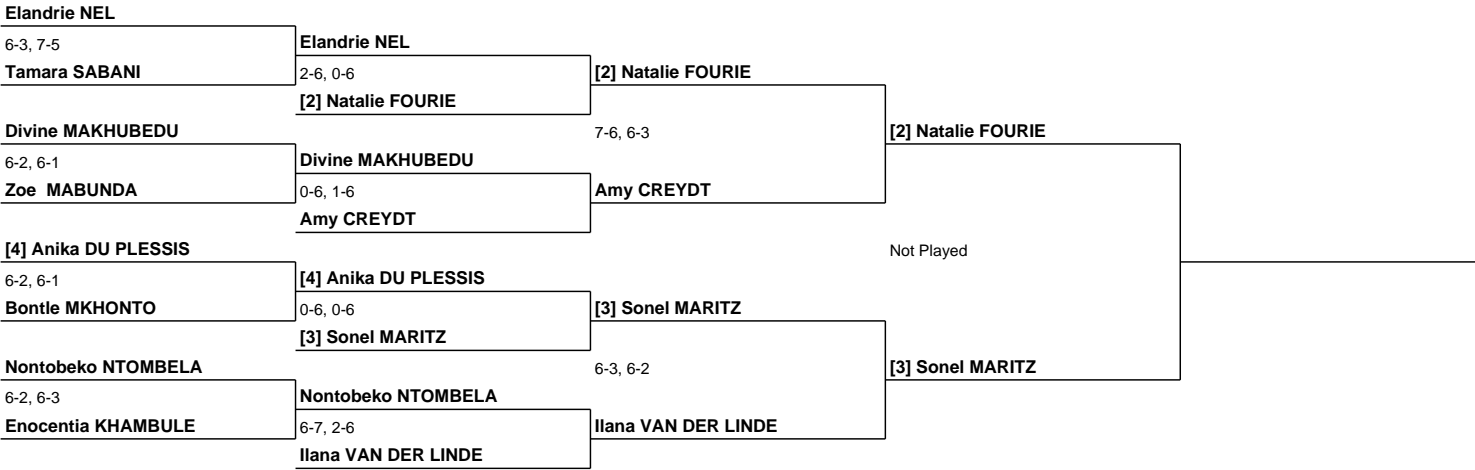 Elandrie NEL
6-3, 7-5
Elandrie NEL
Tamara SABANI
2-6, 0-6
[2] Natalie FOURIE
[2] Natalie FOURIE
Divine MAKHUBEDU
7-6, 6-3
[2] Natalie FOURIE
6-2, 6-1
Divine MAKHUBEDU
Zoe  MABUNDA
0-6, 1-6
Amy CREYDT
Amy CREYDT
[4] Anika DU PLESSIS
Not Played
6-2, 6-1
[4] Anika DU PLESSIS
Bontle MKHONTO
0-6, 0-6
[3] Sonel MARITZ
[3] Sonel MARITZ
Nontobeko NTOMBELA
6-3, 6-2
[3] Sonel MARITZ
6-2, 6-3
Nontobeko NTOMBELA
Enocentia KHAMBULE
6-7, 2-6
Ilana VAN DER LINDE
Ilana VAN DER LINDE